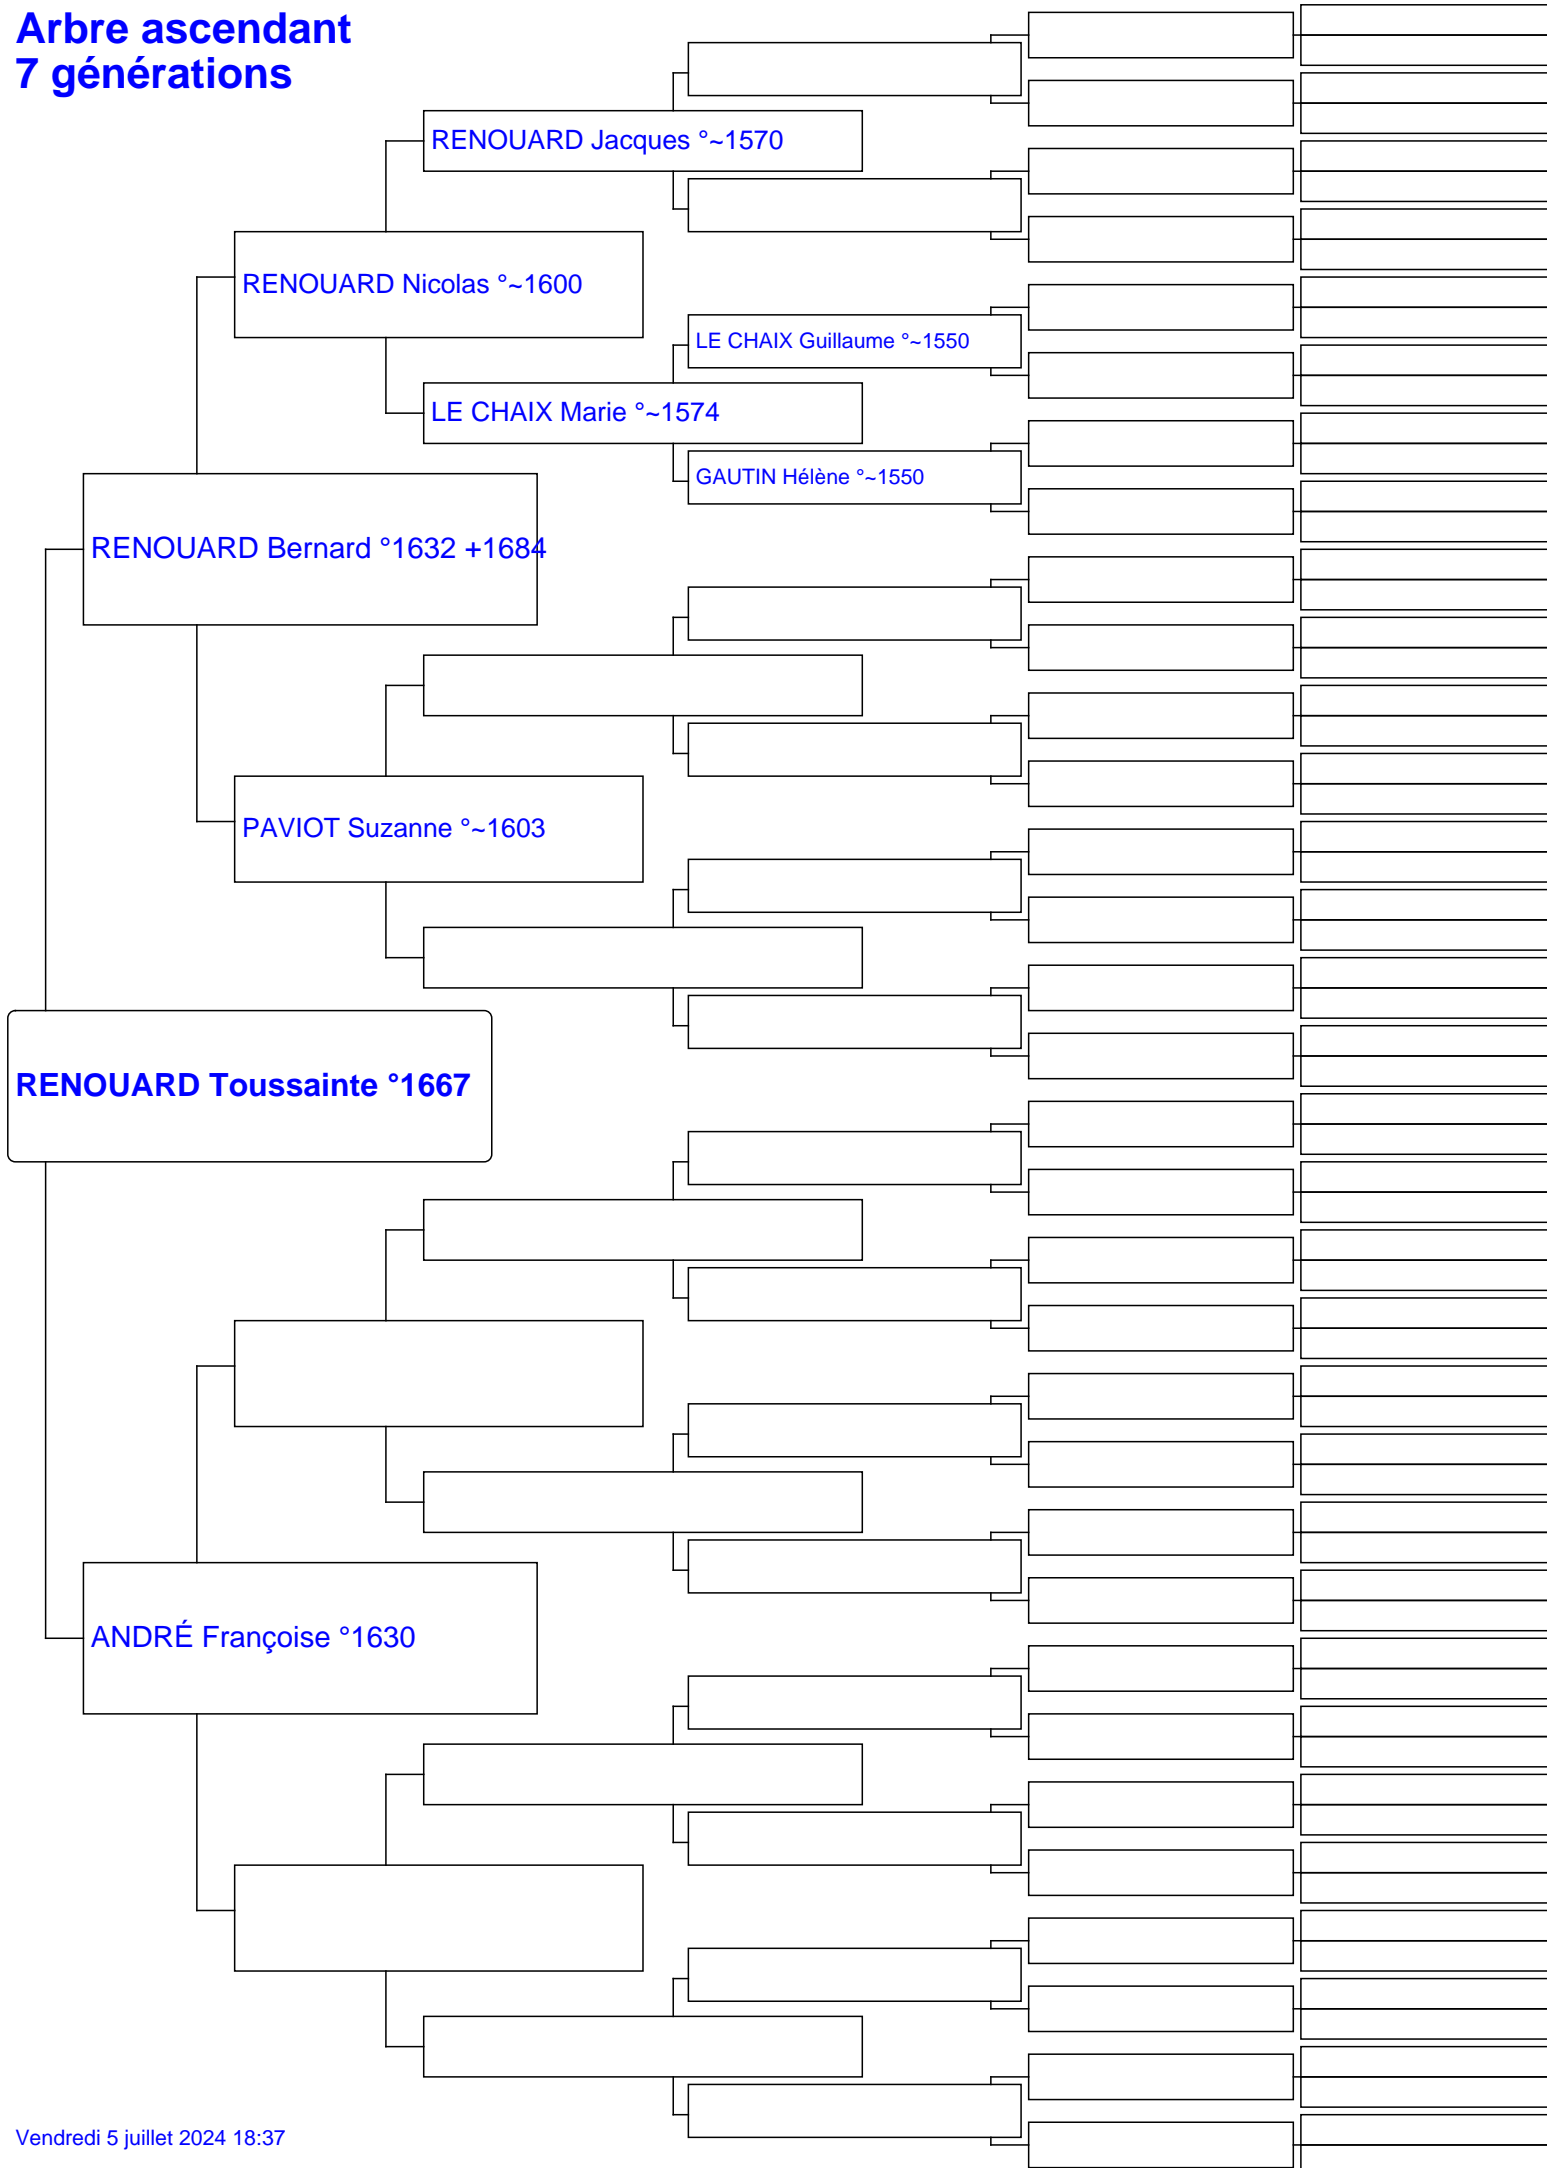 Arbre ascendant
7 générations
RENOUARD Jacques °~1570
RENOUARD Nicolas °~1600
LE CHAIX Guillaume °~1550
LE CHAIX Marie °~1574
GAUTIN Hélène °~1550
RENOUARD Bernard °1632 +1684
PAVIOT Suzanne °~1603
RENOUARD Toussainte °1667
ANDRÉ Françoise °1630
Vendredi 5 juillet 2024 18:37